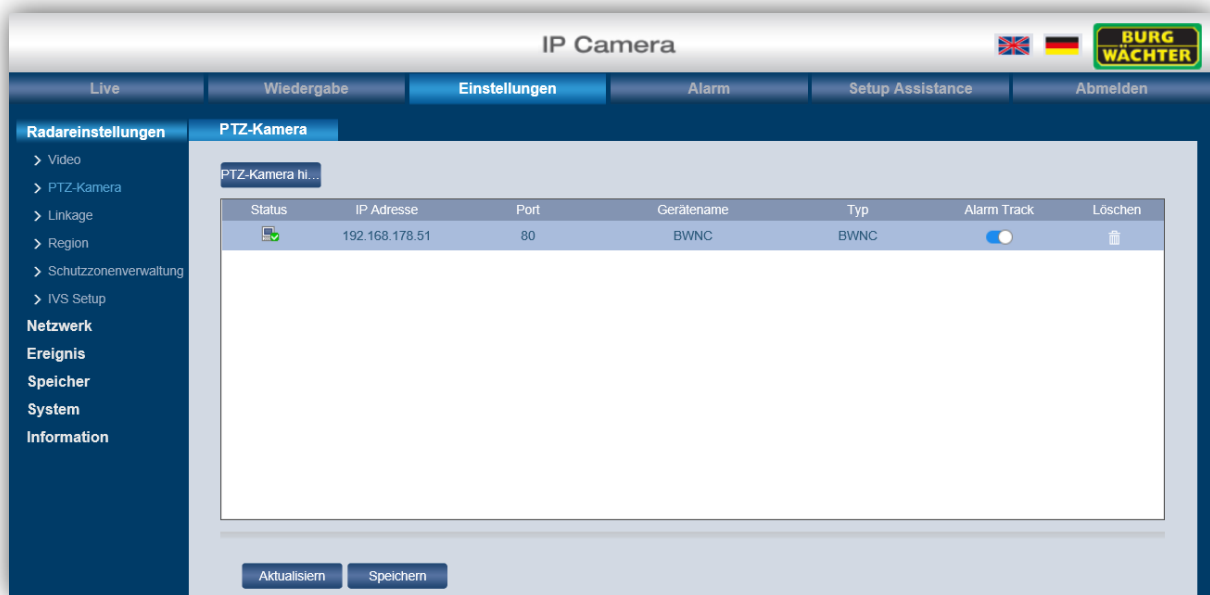 IP Camera
BURG
WÄCHTER
Live Wiedergabe Einstellungen Alarm Setup Assistance Abmelden
Radareinstellungen
Video
PTZ-Kamera
Linkage
Region
Schutzzonenverwaltung
IVS Setup
Netzwerk
Ereignis
Speicher
System
Information
PTZ-Kamera
PTZ-Kamera hi...
Status IP Adresse Port Gerätename Typ Alarm Track Löschen
192.168.178.51 80 BWNC BWNC
Aktualisiern Speichern